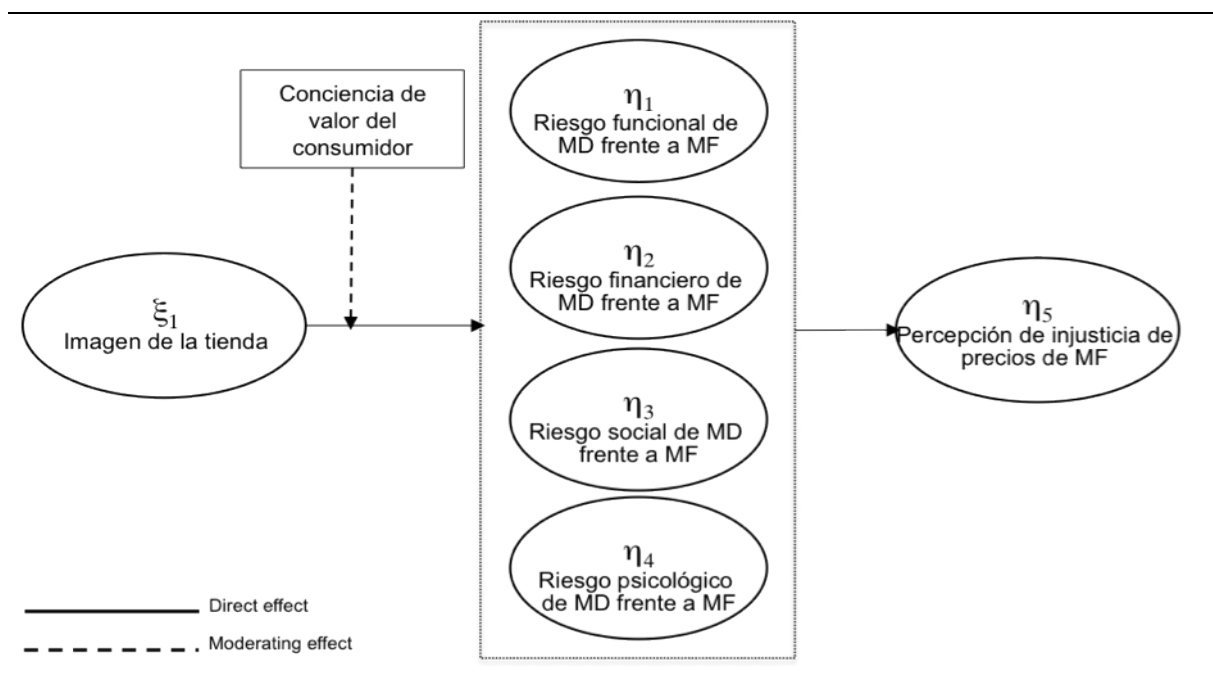 Conciencia de
valor del
consumidor
ξ1
Imagen de la tienda
η1
Riesgo funcional de
MD frente a MF
η2
Riesgo financiero de
MD frente a MF
η3
Riesgo social de MD
frente a MF
η4
Riesgo psicológico
de MD frente a MF
η5
Percepción de injusticia de
precios de MF
Direct effect
Moderating effect